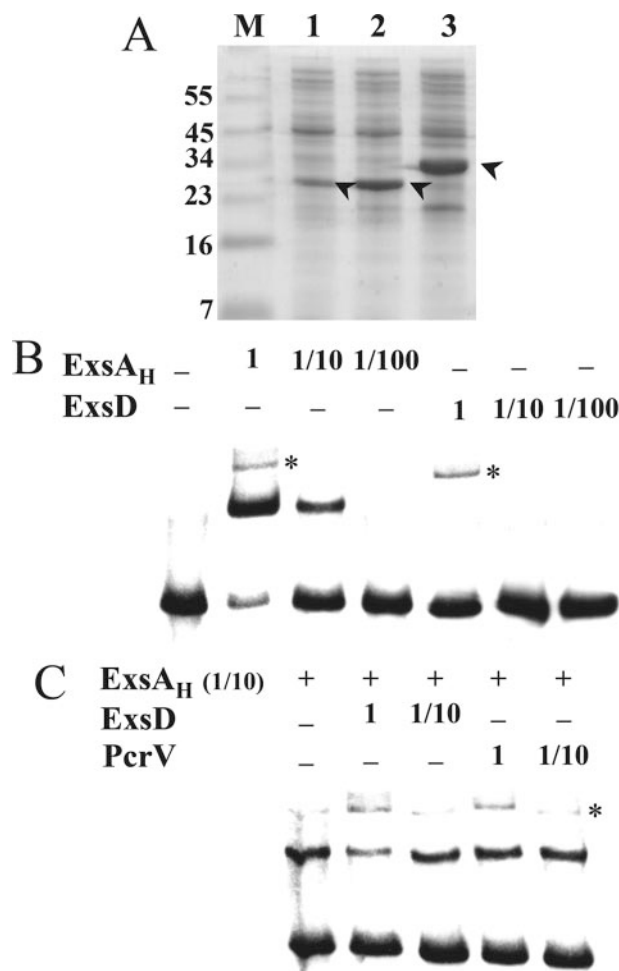 A M 1 2 3
55
45
34
23
16
7
B ExsA_H – 1 1/10 1/100 – – –
ExsD – – – – 1 1/10 1/100
* *
C ExsA_H (1/10) + + + + +
ExsD – 1 1/10 – –
PcrV – – – 1 1/10
*